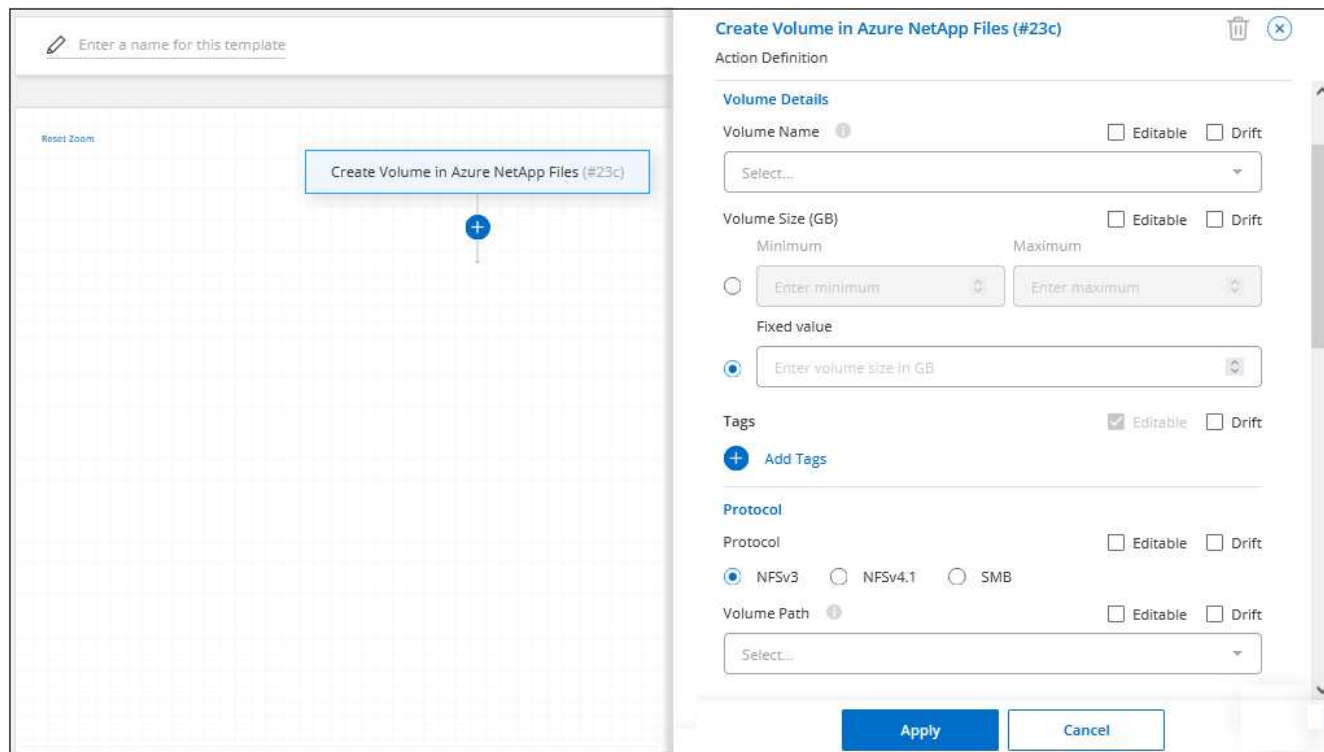 Enter a name for this template
Reset Zoom
Create Volume in Azure NetApp Files (#23c)
Create Volume in Azure NetApp Files (#23c)
Action Definition
Volume Details
Volume Name Editable Drift
Select...
Volume Size (GB) Editable Drift
Minimum Maximum
Enter minimum Enter maximum
Fixed value
Enter volume size in GB
Tags Editable Drift
Add Tags
Protocol
Protocol Editable Drift
NFSv3 NFSv4.1 SMB
Volume Path Editable Drift
Select...
Apply Cancel